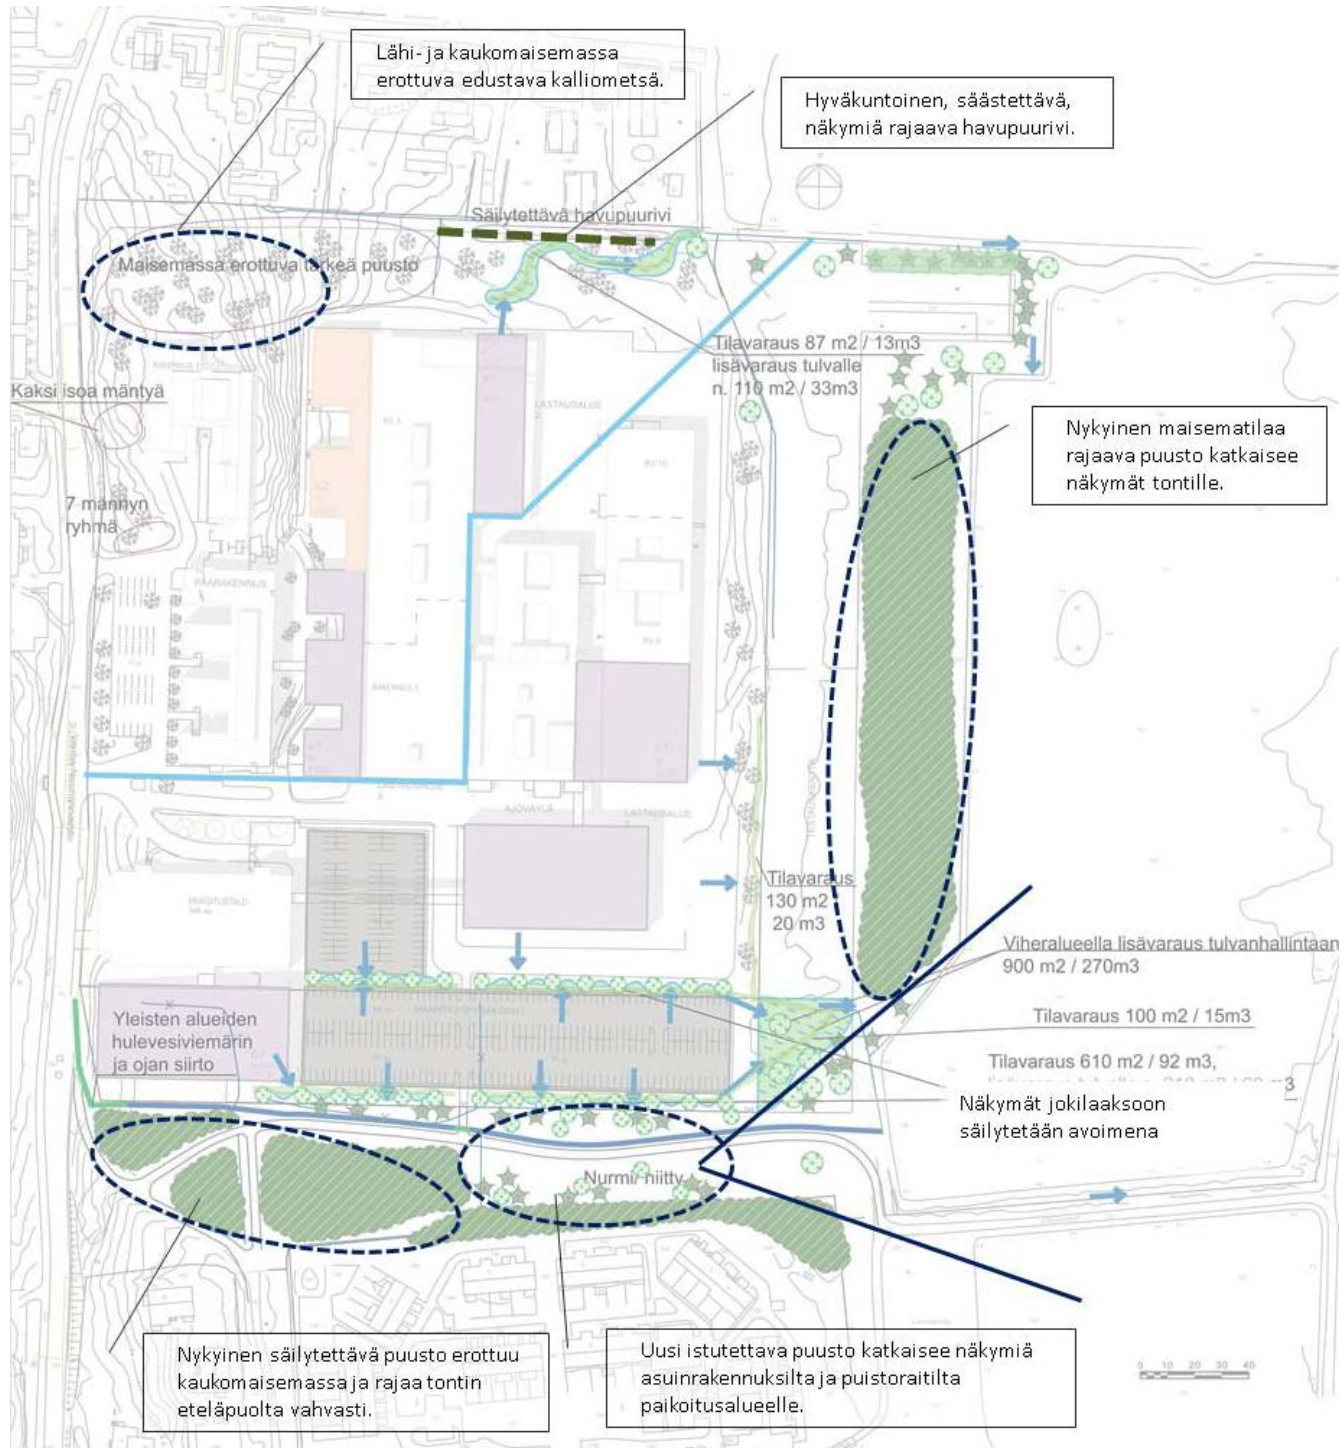 Lähi- ja kaukomaisemassa
erottuva edustava kalliometsä.
Hyväkuntoinen, säästettävä,
näkymiä rajaava havupuurivi.
Säilytettävä havupuurivi
Maisemassa erottuva tärkeä puusto
Tilavaraus 87 m2 / 13m3
lisävaraus tulvalle
n. 110 m2 / 33m3
Kaksi isoa mäntyä
LASTAUSALUE
Nykyinen maisematilaa
rajaava puusto katkaisee
näkymät tontille.
7 männyn
ryhmä
PÄÄRAKENNUS
AJOVÄYLÄ
LASTAUSALUE
Tilavaraus
130 m2
20 m3
Viheralueella lisävaraus tulvanhallintaan
900 m2 / 270m3
Tilavaraus 100 m2 / 15m3
Yleisten alueiden
hulevesiviemärin
ja ojan siirto
Tilavaraus 610 m2 / 92 m3,
Näkymät jokilaaksoon
säilytetään avoimena
Nurmi/ niitty
Nykyinen säilytettävä puusto erottuu
kaukomaisemassa ja rajaa tontin
eteläpuolta vahvasti.
Uusi istutettava puusto katkaisee näkymiä
asuinrakennuksilta ja puistoraitilta
paikoitusalueelle.
0 10 20 30 40